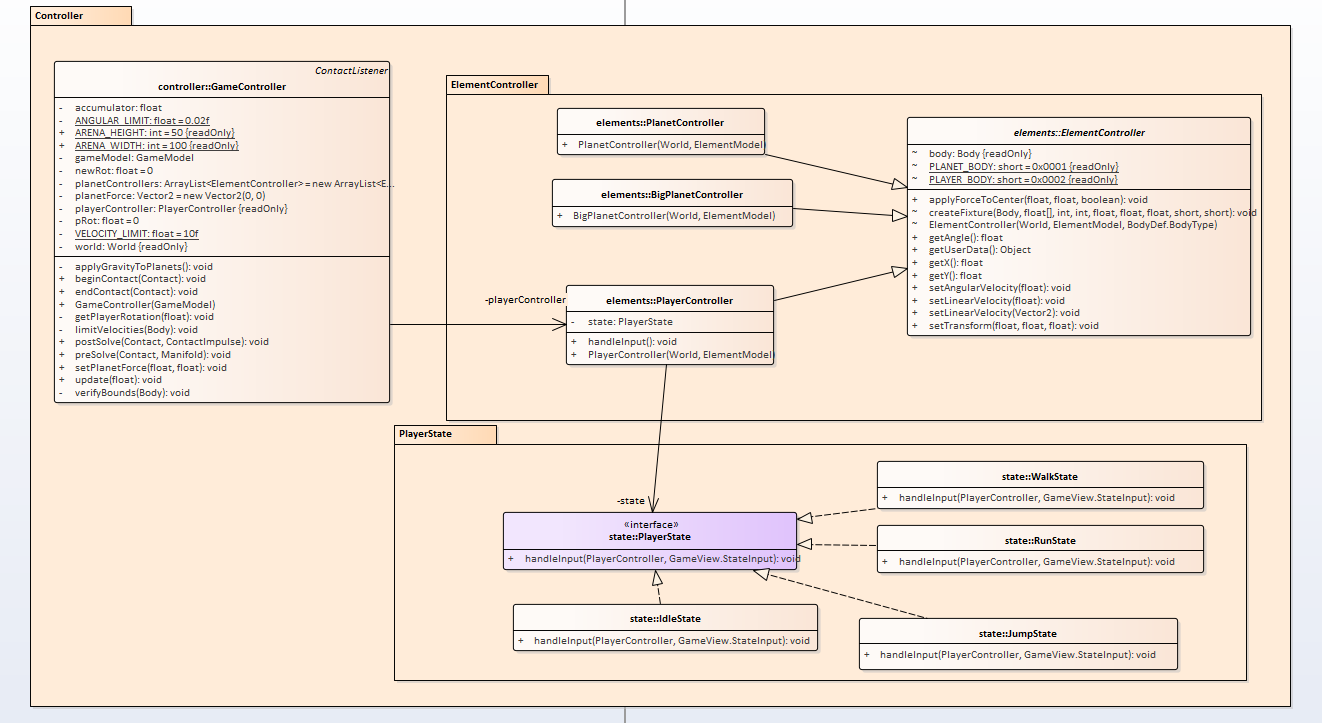 Controller
ContactListener
controller::GameController
- accumulator: float
- ANGULAR_LIMIT: float = 0.02f
+ ARENA_HEIGHT: int = 50 {readOnly}
+ ARENA_WIDTH: int = 100 {readOnly}
- gameModel: GameModel
- newRot: float = 0
- planetControllers: ArrayList<ElementController> = new ArrayList<E...
- planetForce: Vector2 = new Vector2(0, 0)
- playerController: PlayerController {readOnly}
- pRot: float = 0
- VELOCITY_LIMIT: float = 10f
- world: World {readOnly}
- applyGravityToPlanets(): void
+ beginContact(Contact): void
+ endContact(Contact): void
+ GameController(GameModel)
- getPlayerRotation(float): void
- limitVelocities(Body): void
+ postSolve(Contact, ContactImpulse): void
+ preSolve(Contact, Manifold): void
+ setPlanetForce(float, float): void
+ update(float): void
- verifyBounds(Body): void
ElementController
elements::PlanetController
+ PlanetController(World, ElementModel)
elements::BigPlanetController
+ BigPlanetController(World, ElementModel)
elements::ElementController
~ body: Body {readOnly}
~ PLANET_BODY: short = 0x0001 {readOnly}
~ PLAYER_BODY: short = 0x0002 {readOnly}
+ applyForceToCenter(float, float, boolean): void
~ createFixture(Body, float[], int, int, float, float, float, short, short): void
~ ElementController(World, ElementModel, BodyDef.BodyType)
+ getAngle(): float
+ getUserData(): Object
+ getX(): float
+ getY(): float
+ setAngularVelocity(float): void
+ setLinearVelocity(float): void
+ setLinearVelocity(Vector2): void
+ setTransform(float, float, float): void
-playerController
elements::PlayerController
- state: PlayerState
+ handleInput(): void
+ PlayerController(World, ElementModel)
PlayerState
-state
«interface»
state::PlayerState
+ handleInput(PlayerController, GameView.StateInput): void
state::WalkState
+ handleInput(PlayerController, GameView.StateInput): void
state::RunState
+ handleInput(PlayerController, GameView.StateInput): void
state::IdleState
+ handleInput(PlayerController, GameView.StateInput): void
state::JumpState
+ handleInput(PlayerController, GameView.StateInput): void